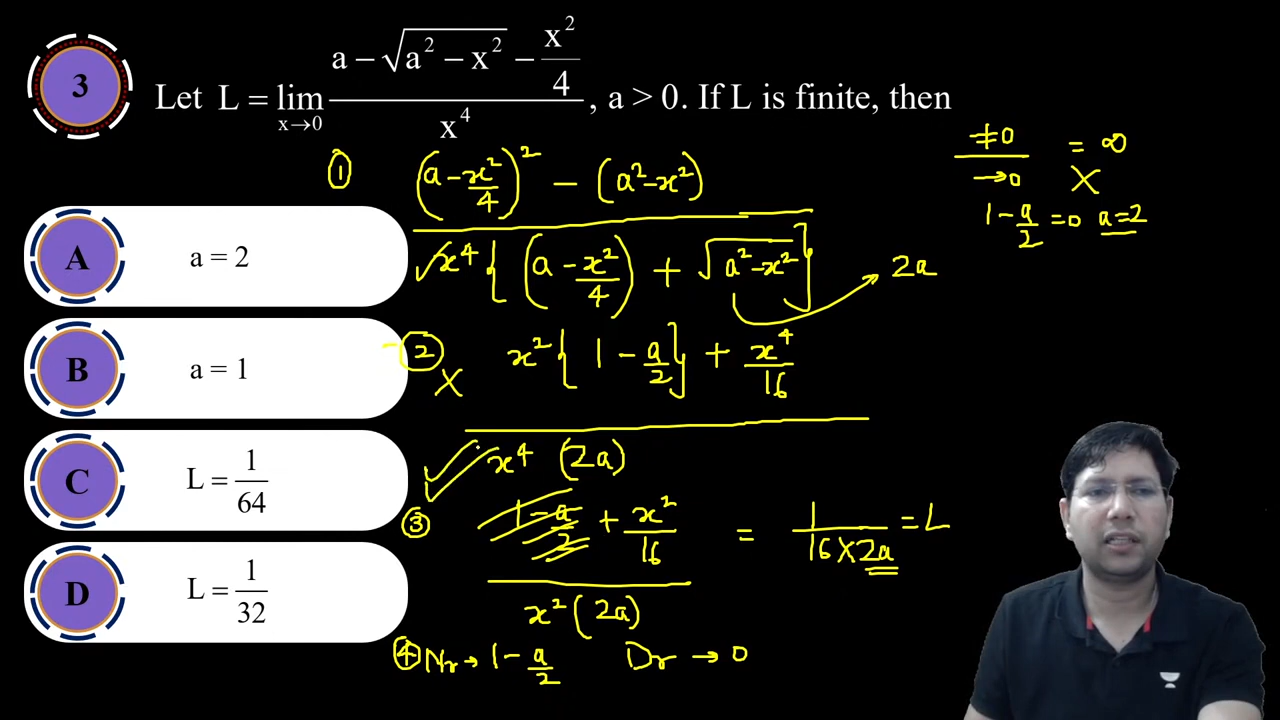 3
Let L = lim x→0 (a − √(a² − x²) − x²/4) / x⁴ , a > 0. If L is finite, then
A a = 2
B a = 1
C L = 1/64
D L = 1/32
① (a − x²/4)² − (a² − x²)
x⁴ { (a − x²/4) + √(a² − x²) } → 2a
② x² { 1 − a/2 } + x⁴/16
X
x⁴ (2a)
③ 1 − a/2 + x²/16
x² (2a)
= 1/(16 × 2a) = L
④ Nr → 1 − a/2 Dr → 0
≠0 / →0 = ∞
X
1 − a/2 = 0 a = 2